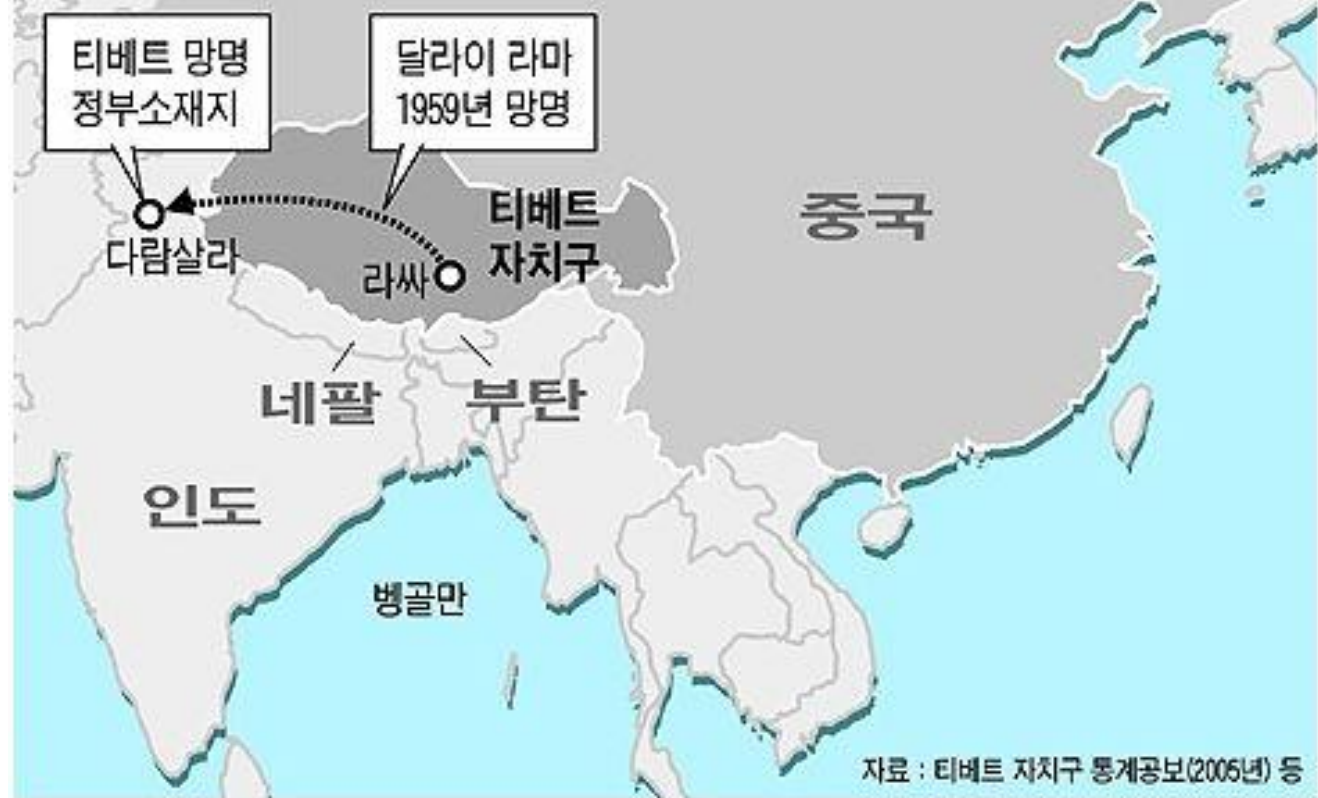 티베트 망명
정부소재지
달라이 라마
1959년 망명
티베트
자치구
중국
다람살라
라싸
네팔
부탄
인도
벵골만
자료 : 티베트 자치구 통계공보(2005년) 등